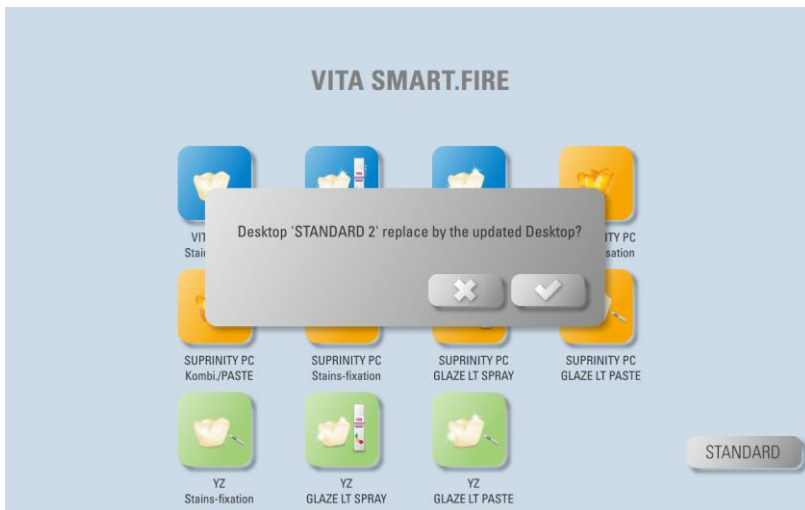 VITA SMART.FIRE
Desktop 'STANDARD 2' replace by the updated Desktop?
SUPRINITY PC
Kombi./PASTE
SUPRINITY PC
Stains-fixation
SUPRINITY PC
GLAZE LT SPRAY
SUPRINITY PC
GLAZE LT PASTE
STANDARD
YZ
Stains-fixation
YZ
GLAZE LT SPRAY
YZ
GLAZE LT PASTE